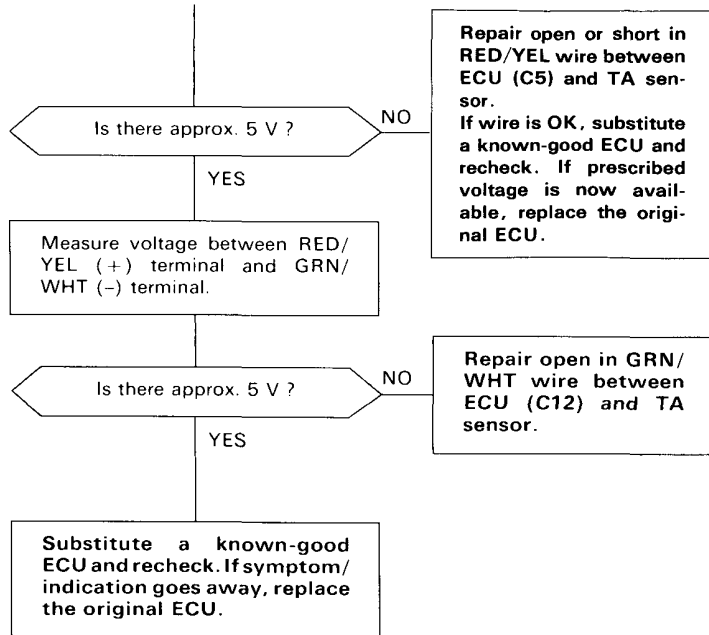 Is there approx. 5 V ?
NO
Repair open or short in
RED/YEL wire between
ECU (C5) and TA sen-
sor.
If wire is OK, substitute
a known-good ECU and
recheck. If prescribed
voltage is now avail-
able, replace the origi-
nal ECU.
YES
Measure voltage between RED/
YEL (+) terminal and GRN/
WHT (–) terminal.
Is there approx. 5 V ?
NO
Repair open in GRN/
WHT wire between
ECU (C12) and TA
sensor.
YES
Substitute a known-good
ECU and recheck. If symptom/
indication goes away, replace
the original ECU.